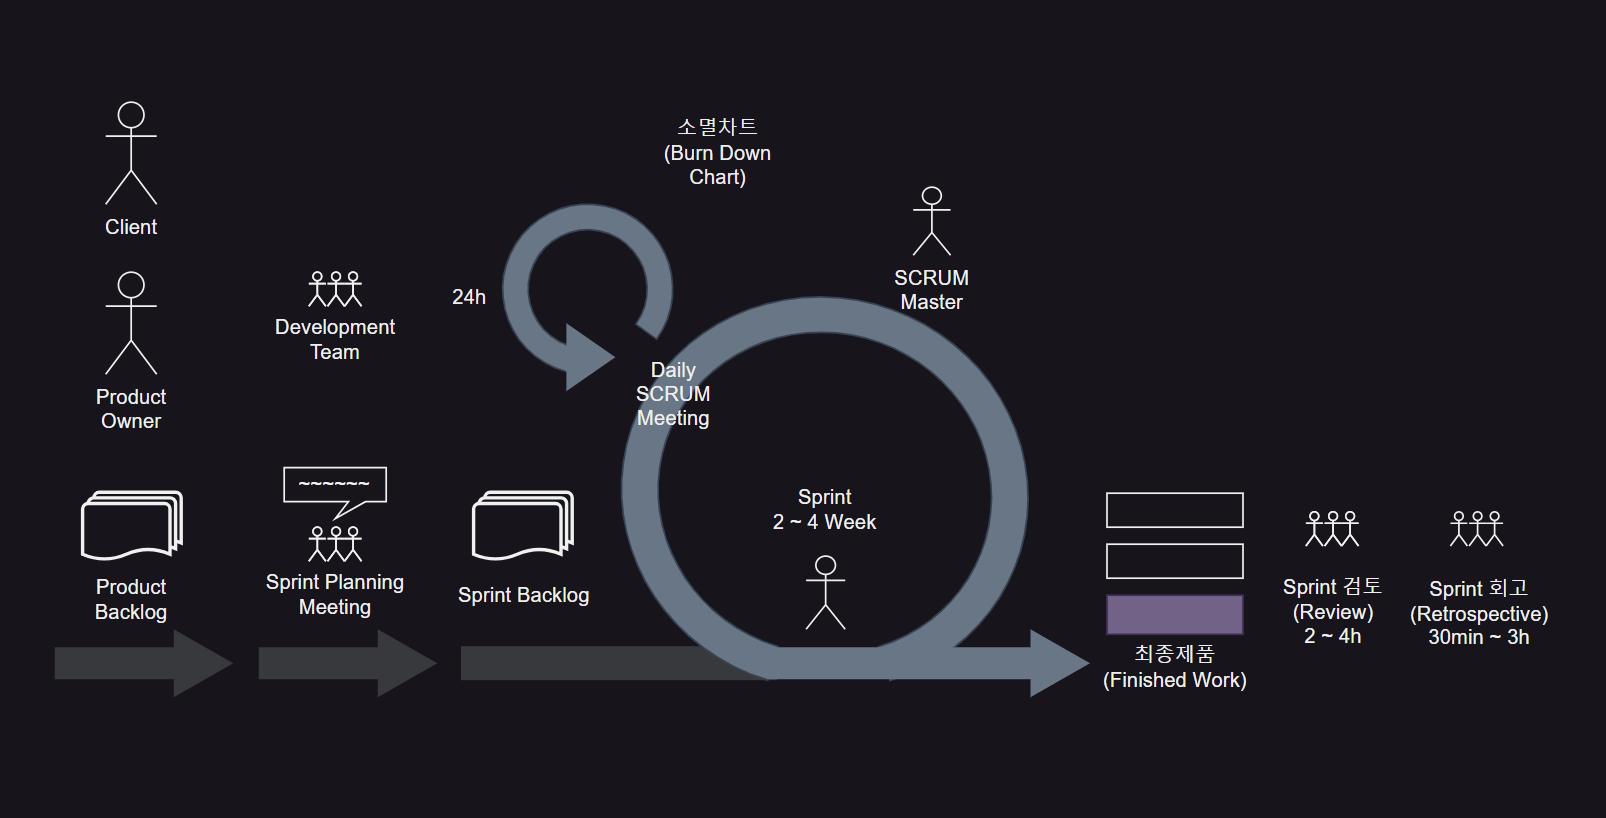 Client
Product
Owner
Product
Backlog
Development
Team
~~~~~~
Sprint Planning
Meeting
Sprint Backlog
24h
소멸차트
(Burn Down
Chart)
Daily
SCRUM
Meeting
SCRUM
Master
Sprint
2 ~ 4 Week
최종제품
(Finished Work)
Sprint 검토
(Review)
2 ~ 4h
Sprint 회고
(Retrospective)
30min ~ 3h